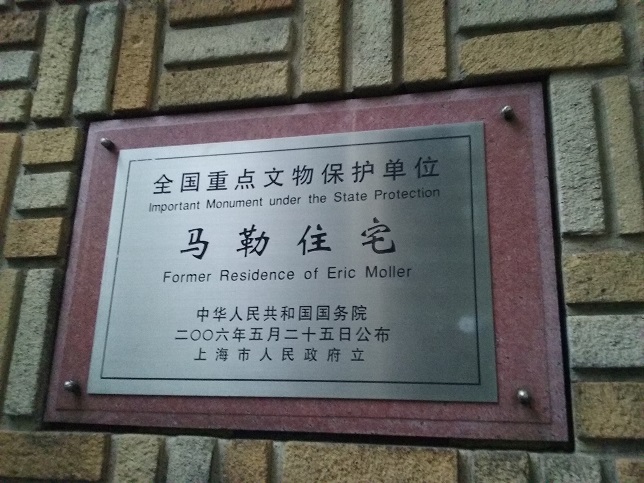 全国重点文物保护单位
Important Monument under the State Protection
马勒住宅
Former Residence of Eric Moller
中华人民共和国国务院
二〇〇六年五月二十五日公布
上海市人民政府立